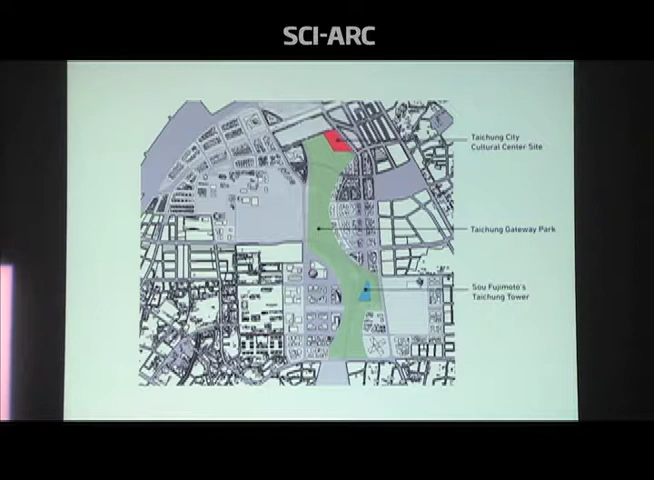 SCI-ARC
Taichung City
Cultural Center Site
Taichung Gateway Park
Sou Fujimoto's
Taichung Tower